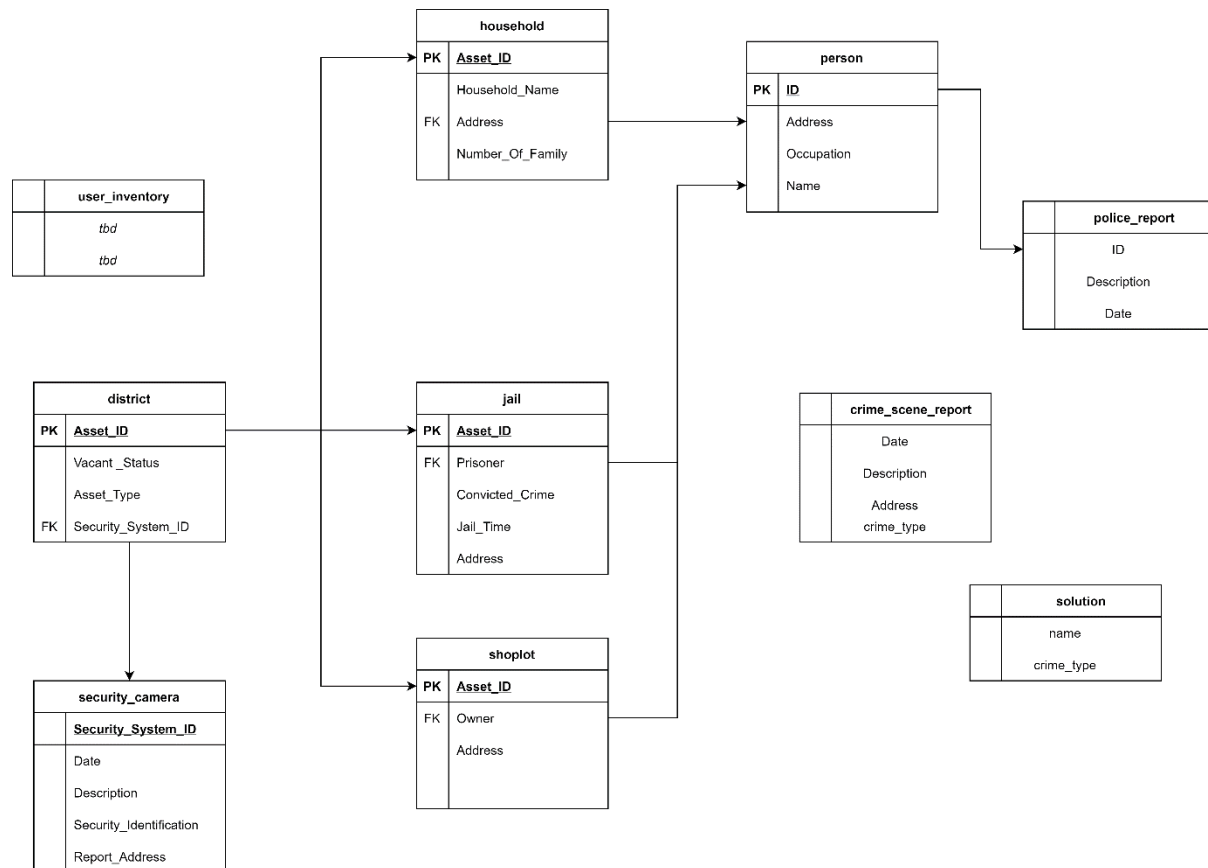 household
PK Asset_ID
Household_Name
FK Address
Number_Of_Family
person
PK ID
Address
Occupation
Name
user_inventory
tbd
tbd
police_report
ID
Description
Date
district
PK Asset_ID
Vacant _Status
Asset_Type
FK Security_System_ID
jail
PK Asset_ID
FK Prisoner
Convicted_Crime
Jail_Time
Address
crime_scene_report
Date
Description
Address
crime_type
solution
name
crime_type
shoplot
PK Asset_ID
FK Owner
Address
security_camera
Security_System_ID
Date
Description
Security_Identification
Report_Address